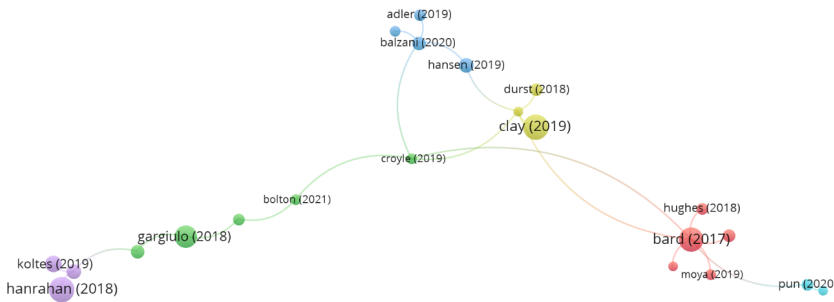 adler (2019)
balzani (2020)
hansen (2019)
durst (2018)
clay (2019)
croyle (2019)
bolton (2021)
hughes (2018)
gargiulo (2018)
bard (2017)
koltes (2019)
moya (2019)
hanrahan (2018)
pun (2020